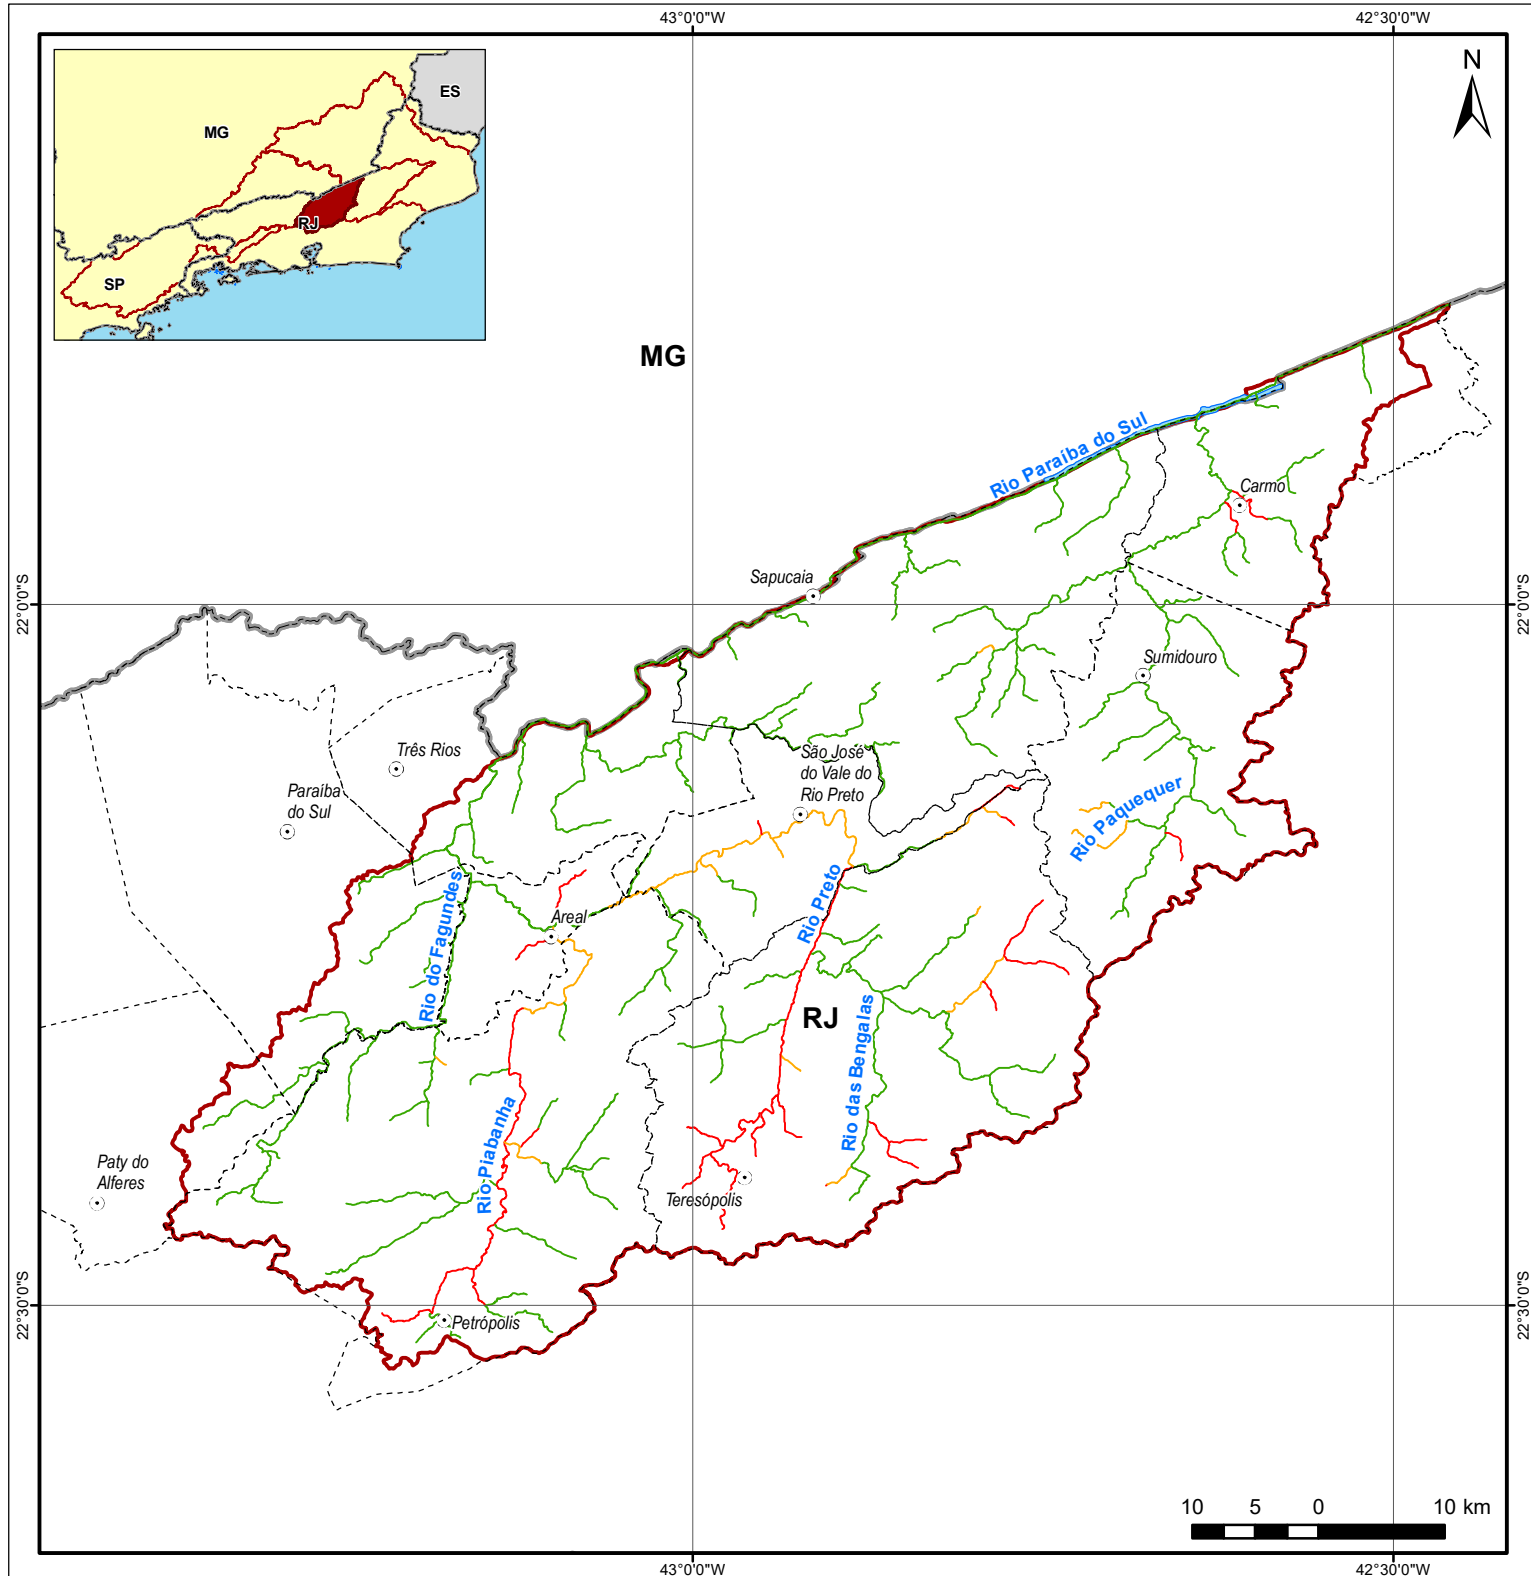 43°0'0"W
42°30'0"W
N
ES
MG
RJ
SP
MG
Rio Paraíba do Sul
Carmo
Sapucaia
22°0'0"S
22°0'0"S
Sumidouro
Três Rios
São José
do Vale do
Rio Preto
Paraíba
do Sul
Rio Paquequer
Areal
Rio Preto
Rio do Fagundes
RJ
Rio das Bengalas
Rio Piabanha
Paty do
Alferes
Teresópolis
22°30'0"S
22°30'0"S
Petrópolis
10 5 0 10 km
43°0'0"W
42°30'0"W